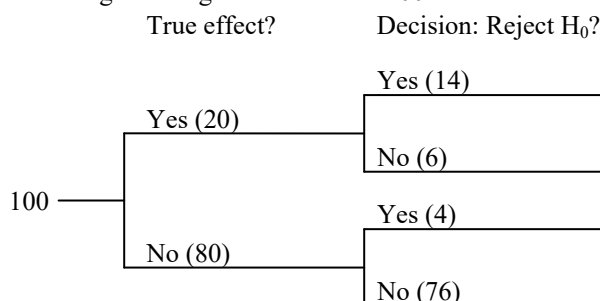 True effect? Decision: Reject H₀?
Yes (14)
Yes (20)
No (6)
100
Yes (4)
No (80)
No (76)